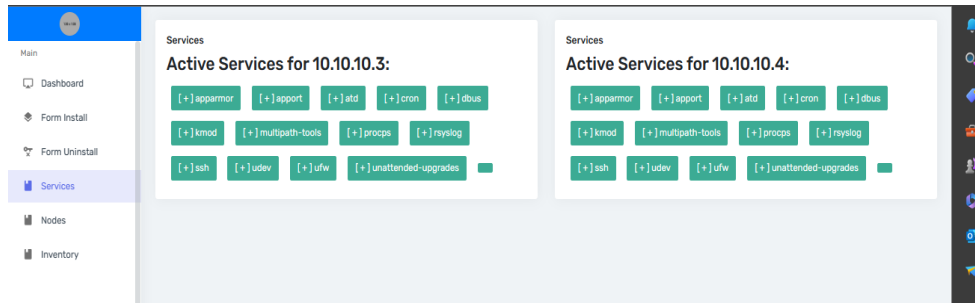 Main
Dashboard
Form Install
Form Uninstall
Services
Nodes
Inventory
Services
Active Services for 10.10.10.3:
[ + ] apparmor [ + ] apport [ + ] atd [ + ] cron [ + ] dbus
[ + ] kmod [ + ] multipath-tools [ + ] procps [ + ] rsyslog
[ + ] ssh [ + ] udev [ + ] ufw [ + ] unattended-upgrades
Services
Active Services for 10.10.10.4:
[ + ] apparmor [ + ] apport [ + ] atd [ + ] cron [ + ] dbus
[ + ] kmod [ + ] multipath-tools [ + ] procps [ + ] rsyslog
[ + ] ssh [ + ] udev [ + ] ufw [ + ] unattended-upgrades